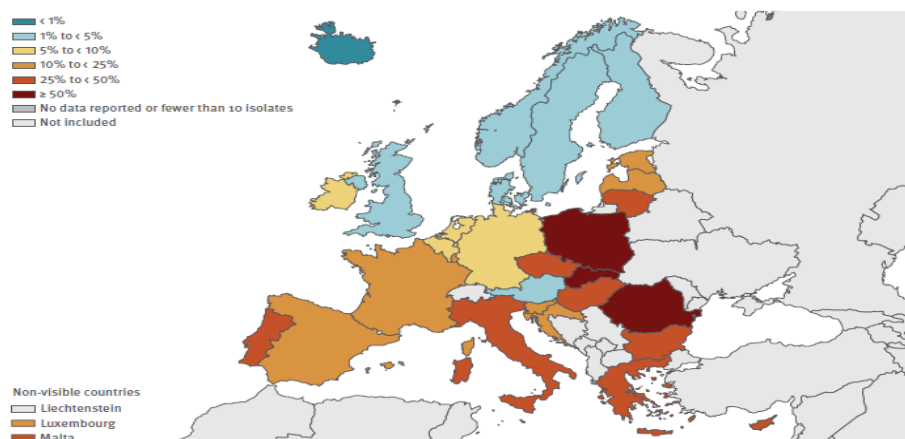 < 1%
1% to < 5%
5% to < 10%
10% to < 25%
25% to < 50%
≥ 50%
No data reported or fewer than 10 isolates
Not included
Non-visible countries
Liechtenstein
Luxembourg
Malta